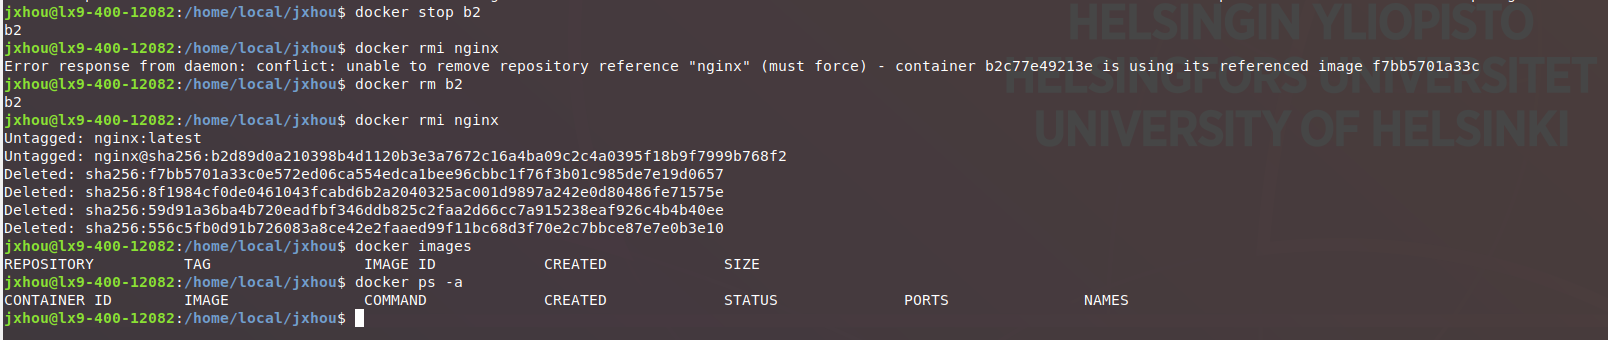 jxhou@lx9-400-12082:/home/local/jxhou$ docker stop b2
b2
jxhou@lx9-400-12082:/home/local/jxhou$ docker rmi nginx
Error response from daemon: conflict: unable to remove repository reference "nginx" (must force) - container b2c77e49213e is using its referenced image f7bb5701a33c
jxhou@lx9-400-12082:/home/local/jxhou$ docker rm b2
b2
jxhou@lx9-400-12082:/home/local/jxhou$ docker rmi nginx
Untagged: nginx:latest
Untagged: nginx@sha256:b2d89d0a210398b4d1120b3e3a7672c16a4ba09c2c4a0395f18b9f7999b768f2
Deleted: sha256:f7bb5701a33c0e572ed06ca554edca1bee96cbbc1f76f3b01c985de7e19d0657
Deleted: sha256:8f1984cf0de0461043fcabd6b2a2040325ac001d9897a242e0d80486fe71575e
Deleted: sha256:59d91a36ba4b720eadfbf346ddb825c2faa2d66cc7a915238eaf926c4b4b40ee
Deleted: sha256:556c5fb0d91b726083a8ce42e2faaed99f11bc68d3f70e2c7bbce87e7e0b3e10
jxhou@lx9-400-12082:/home/local/jxhou$ docker images
REPOSITORY TAG IMAGE ID CREATED SIZE
jxhou@lx9-400-12082:/home/local/jxhou$ docker ps -a
CONTAINER ID IMAGE COMMAND CREATED STATUS PORTS NAMES
jxhou@lx9-400-12082:/home/local/jxhou$
HELSINGIN YLIOPISTO
HELSINGFORS UNIVERSITET
UNIVERSITY OF HELSINKI